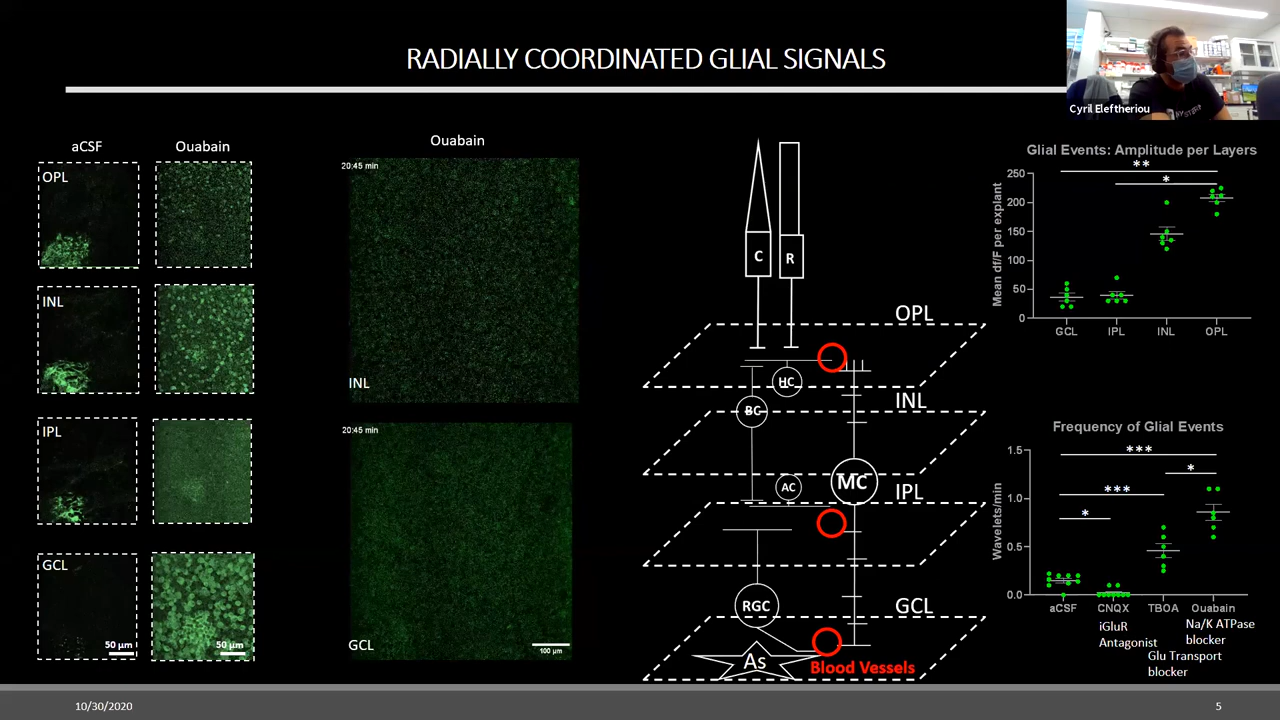 RADIALLY COORDINATED GLIAL SIGNALS
Cyril Eleftheriou
aCSF
Ouabain
OPL
INL
IPL
GCL
50 µm
50 µm
Ouabain
20:45 min
INL
20:45 min
GCL
100 µm
C
R
OPL
HC
INL
BC
MC
AC
IPL
RGC
GCL
As
Blood Vessels
Glial Events: Amplitude per Layers
**
*
Mean df/F per explant
250
200
150
100
50
0
GCL
IPL
INL
OPL
Frequency of Glial Events
***
*
***
*
Wavelets/min
1.5
1.0
0.5
0.0
aCSF
CNQX
TBOA
Ouabain
iGluR
Antagonist
Na/K ATPase
blocker
Glu Transport
blocker
10/30/2020
5